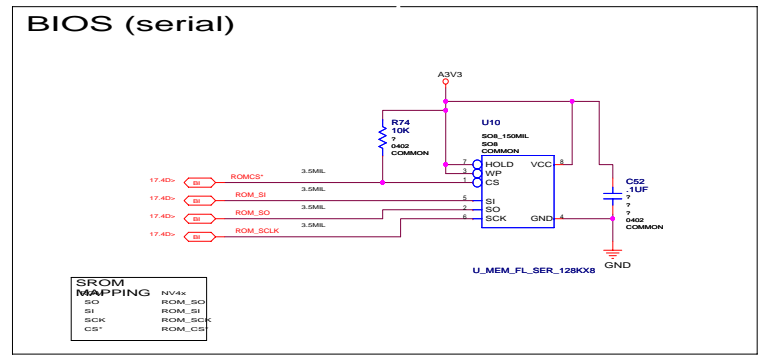 BIOS (serial)
A3V3
R74
10K
?
0402
COMMON
U10
SO8_150MIL
SO8
COMMON
7 HOLD VCC 8
3 WP
1 CS
5 SI
2 SO
6 SCK GND 4
C52
.1UF
?
?
?
0402
COMMON
GND
17.4D> BI ROMCS* 3.5MIL
17.4D> BI ROM_SI 3.5MIL
17.4D> BI ROM_SO 3.5MIL
17.4D> BI ROM_SCLK 3.5MIL
U_MEM_FL_SER_128KX8
SROM
MAPPING NV4x
SO ROM_SO
SI ROM_SI
SCK ROM_SCK
CS* ROM_CS*